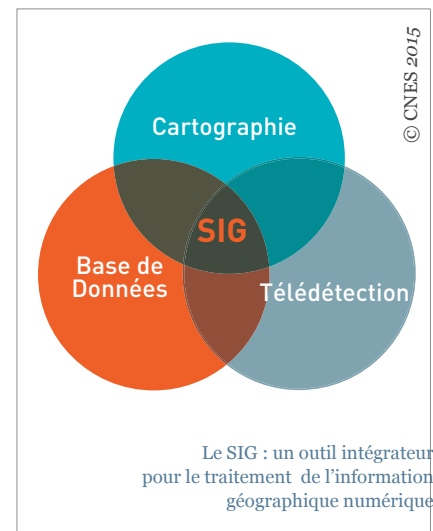 © CNES 2015
Cartographie
SIG
Base de
Données
Télédétection
Le SIG : un outil intégrateur
pour le traitement de l’information
géographique numérique